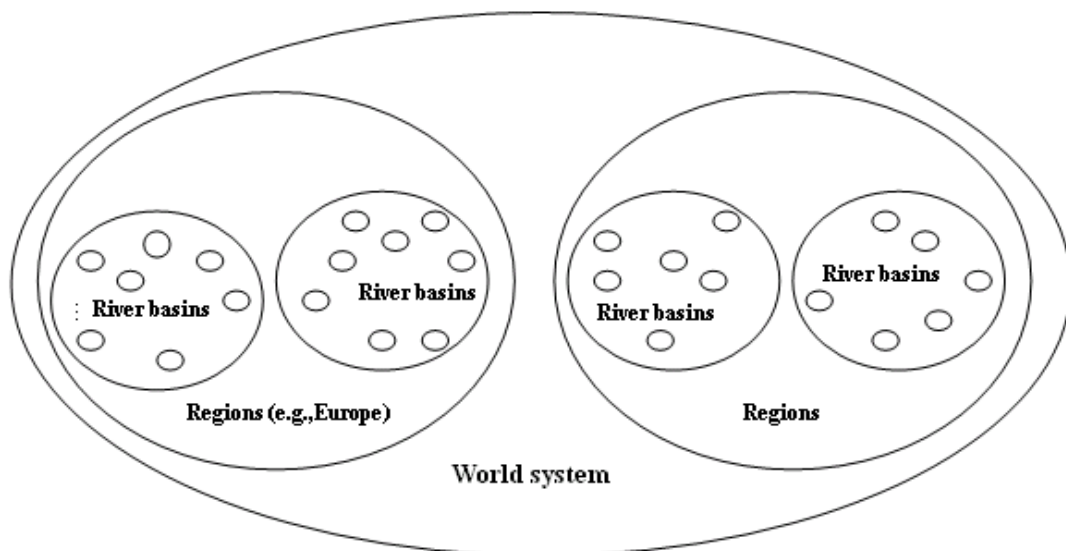 River basins
River basins
River basins
River basins
Regions (e.g.,Europe)
Regions
World system